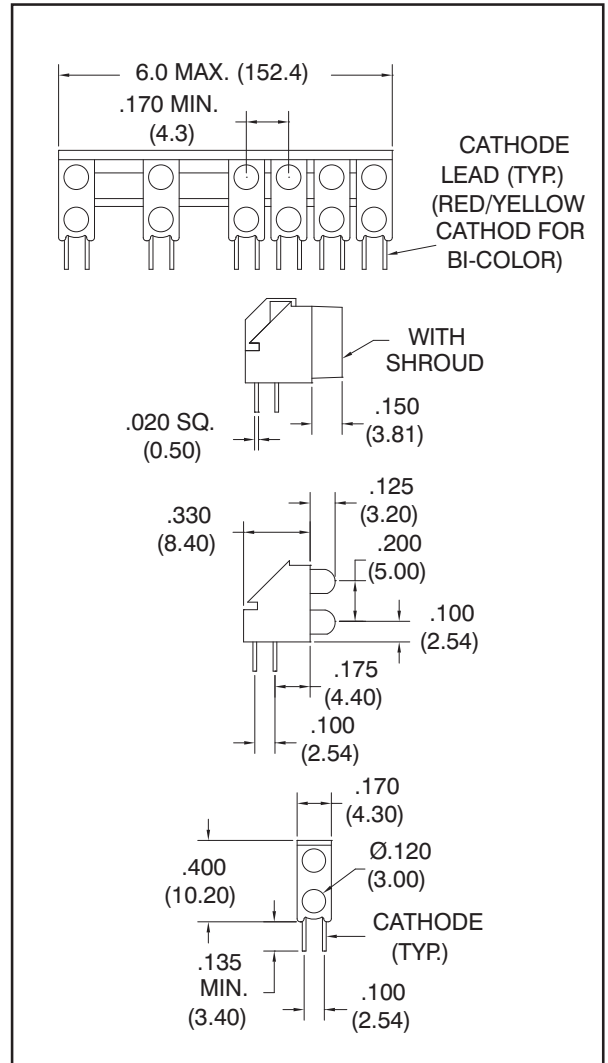 6.0 MAX. (152.4)
.170 MIN.
(4.3)
CATHODE
LEAD (TYP.)
(RED/YELLOW
CATHOD FOR
BI-COLOR)
WITH
SHROUD
.020 SQ.
(0.50)
.150
(3.81)
.125
(3.20)
.330
(8.40)
.200
(5.00)
.100
(2.54)
.175
(4.40)
.100
(2.54)
.170
(4.30)
.400
(10.20)
Ø.120
(3.00)
CATHODE
(TYP.)
.135
MIN.
(3.40)
.100
(2.54)